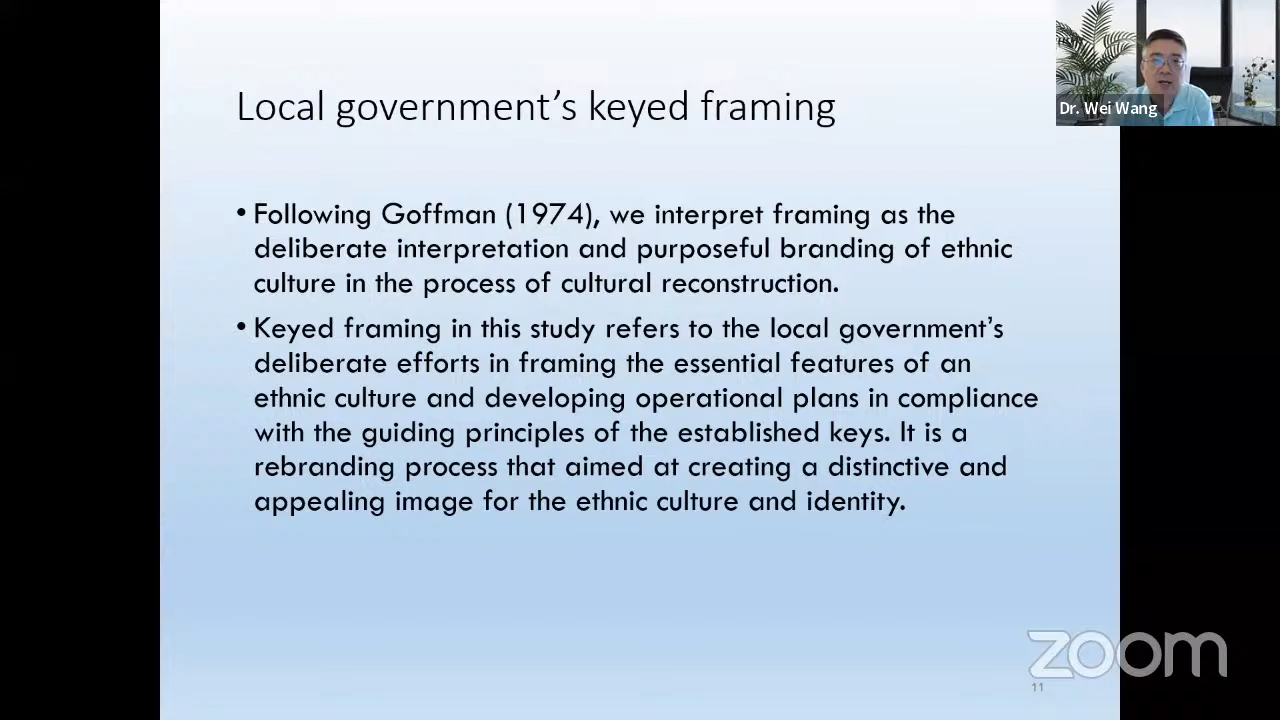 Local government's keyed framing
Dr. Wei Wang
• Following Goffman (1974), we interpret framing as the
deliberate interpretation and purposeful branding of ethnic
culture in the process of cultural reconstruction.
• Keyed framing in this study refers to the local government's
deliberate efforts in framing the essential features of an
ethnic culture and developing operational plans in compliance
with the guiding principles of the established keys. It is a
rebranding process that aimed at creating a distinctive and
appealing image for the ethnic culture and identity.
zoom
11